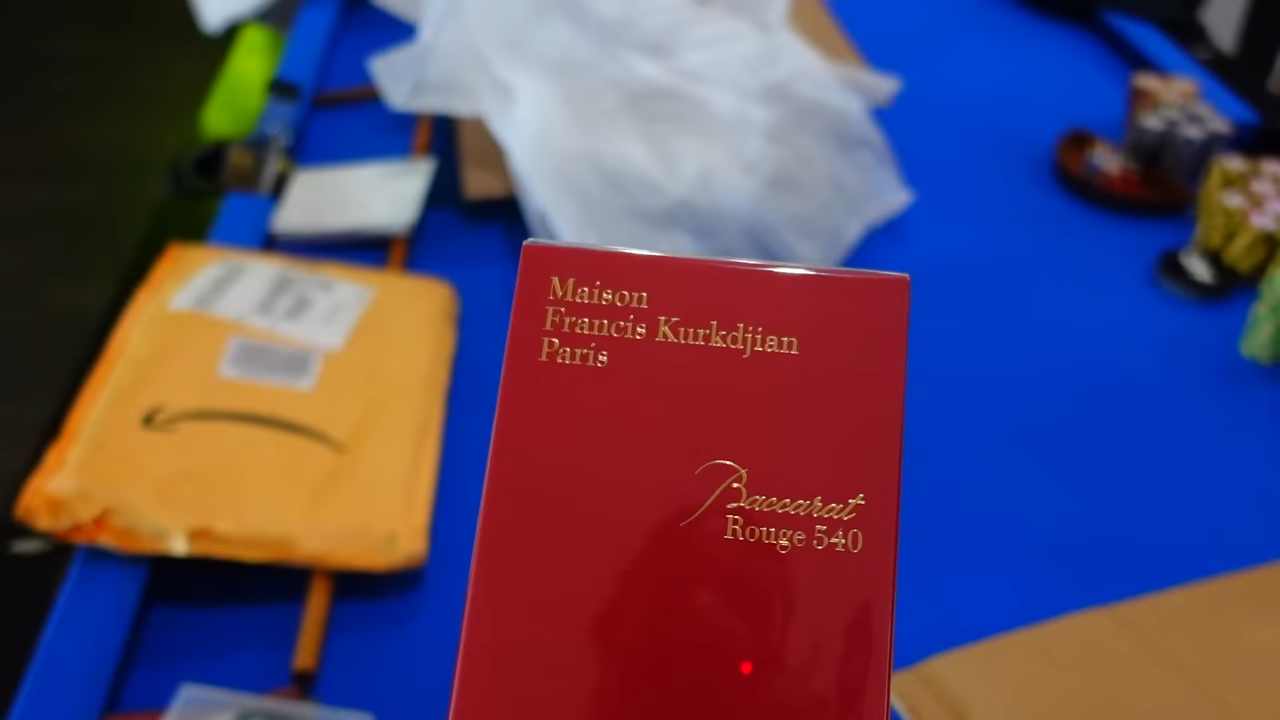 Maison
Francis Kurkdjian
Paris
Baccarat
Rouge 540